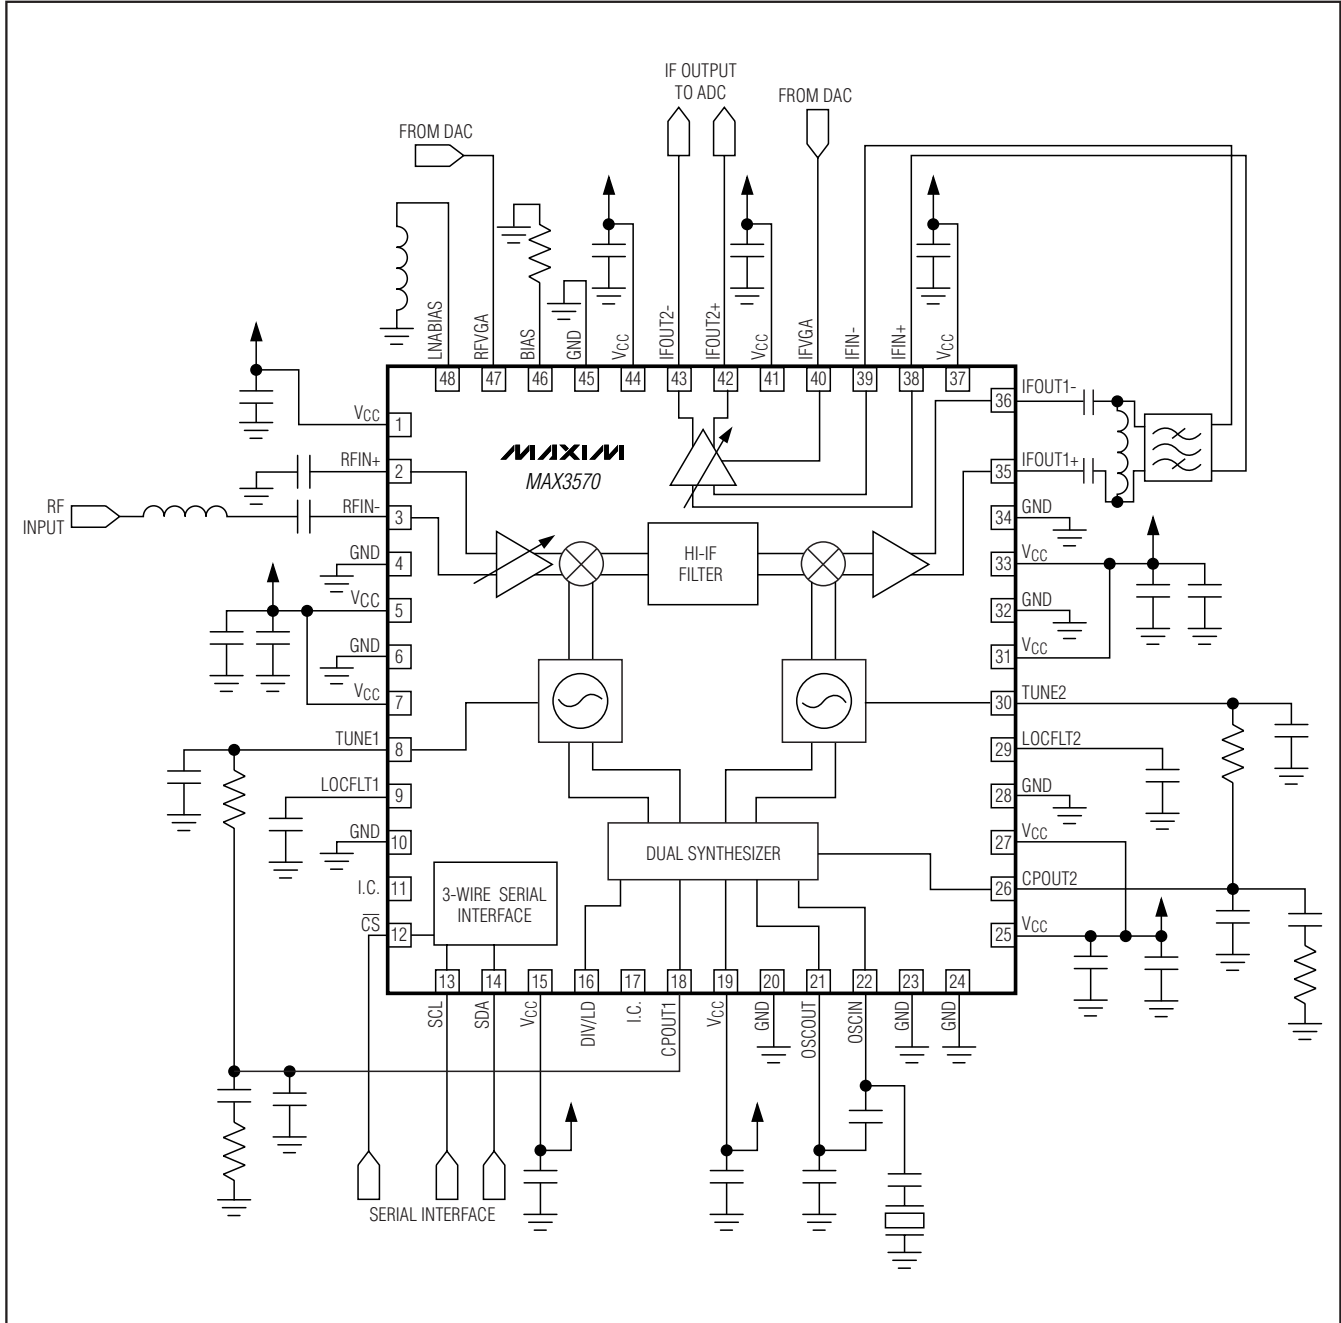 IF OUTPUT
TO ADC
FROM DAC
FROM DAC
LNABIAS
RFVGA
BIAS
GND
VCC
IFOUT2-
IFOUT2+
VCC
IFVGA
IFIN-
IFIN+
VCC
48
47
46
45
44
43
42
41
40
39
38
37
VCC
1
RFIN+
2
RF
INPUT
RFIN-
3
GND
4
VCC
5
GND
6
VCC
7
TUNE1
8
LOCFLT1
9
GND
10
I.C.
11
CS
12
MAXIM
MAX3570
HI-IF
FILTER
DUAL SYNTHESIZER
3-WIRE SERIAL
INTERFACE
36
IFOUT1-
35
IFOUT1+
34
GND
33
VCC
32
GND
31
VCC
30
TUNE2
29
LOCFLT2
28
GND
27
VCC
26
CPOUT2
25
VCC
13
14
15
16
17
18
19
20
21
22
23
24
SCL
SDA
VCC
DIV/LD
I.C.
CPOUT1
VCC
GND
OSCOUT
OSCIN
GND
GND
SERIAL INTERFACE